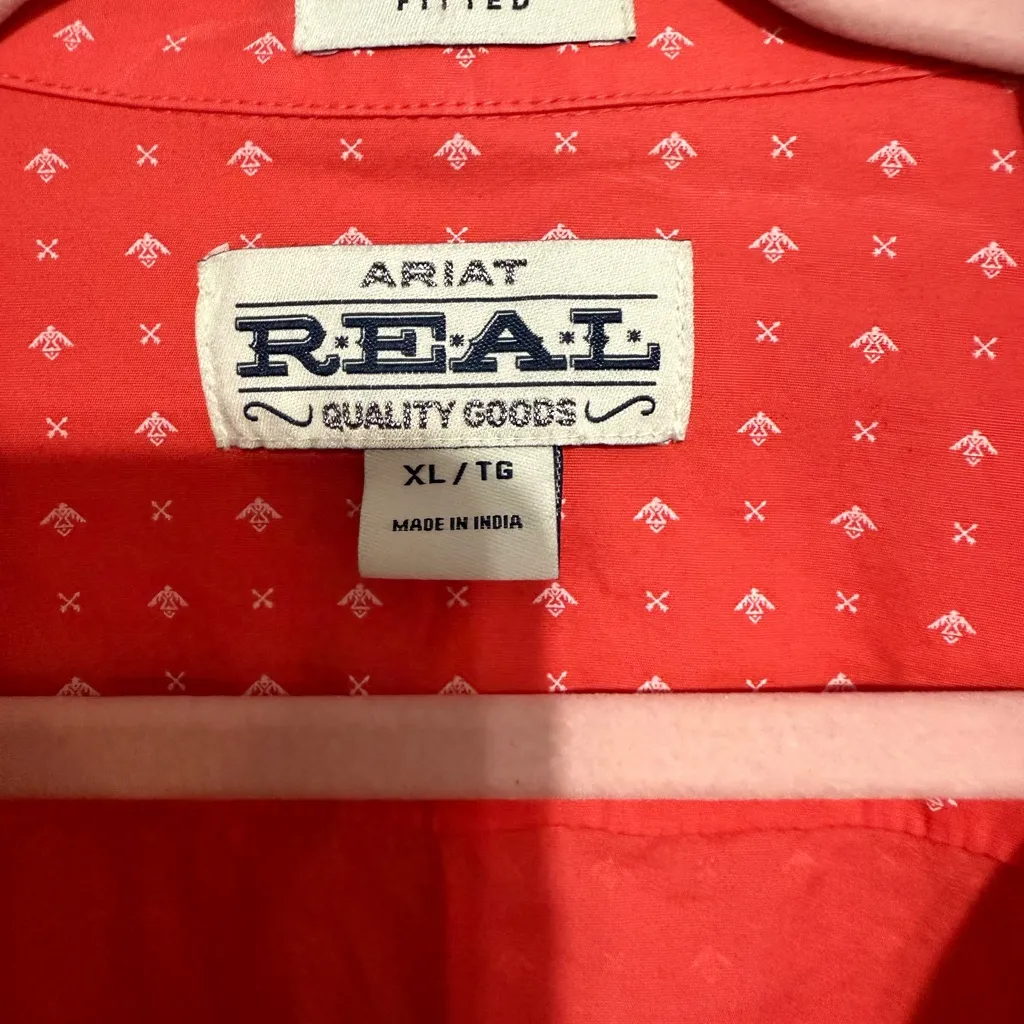 FITTED
ARIAT
R·E·A·L
QUALITY GOODS
XL/TG
MADE IN INDIA